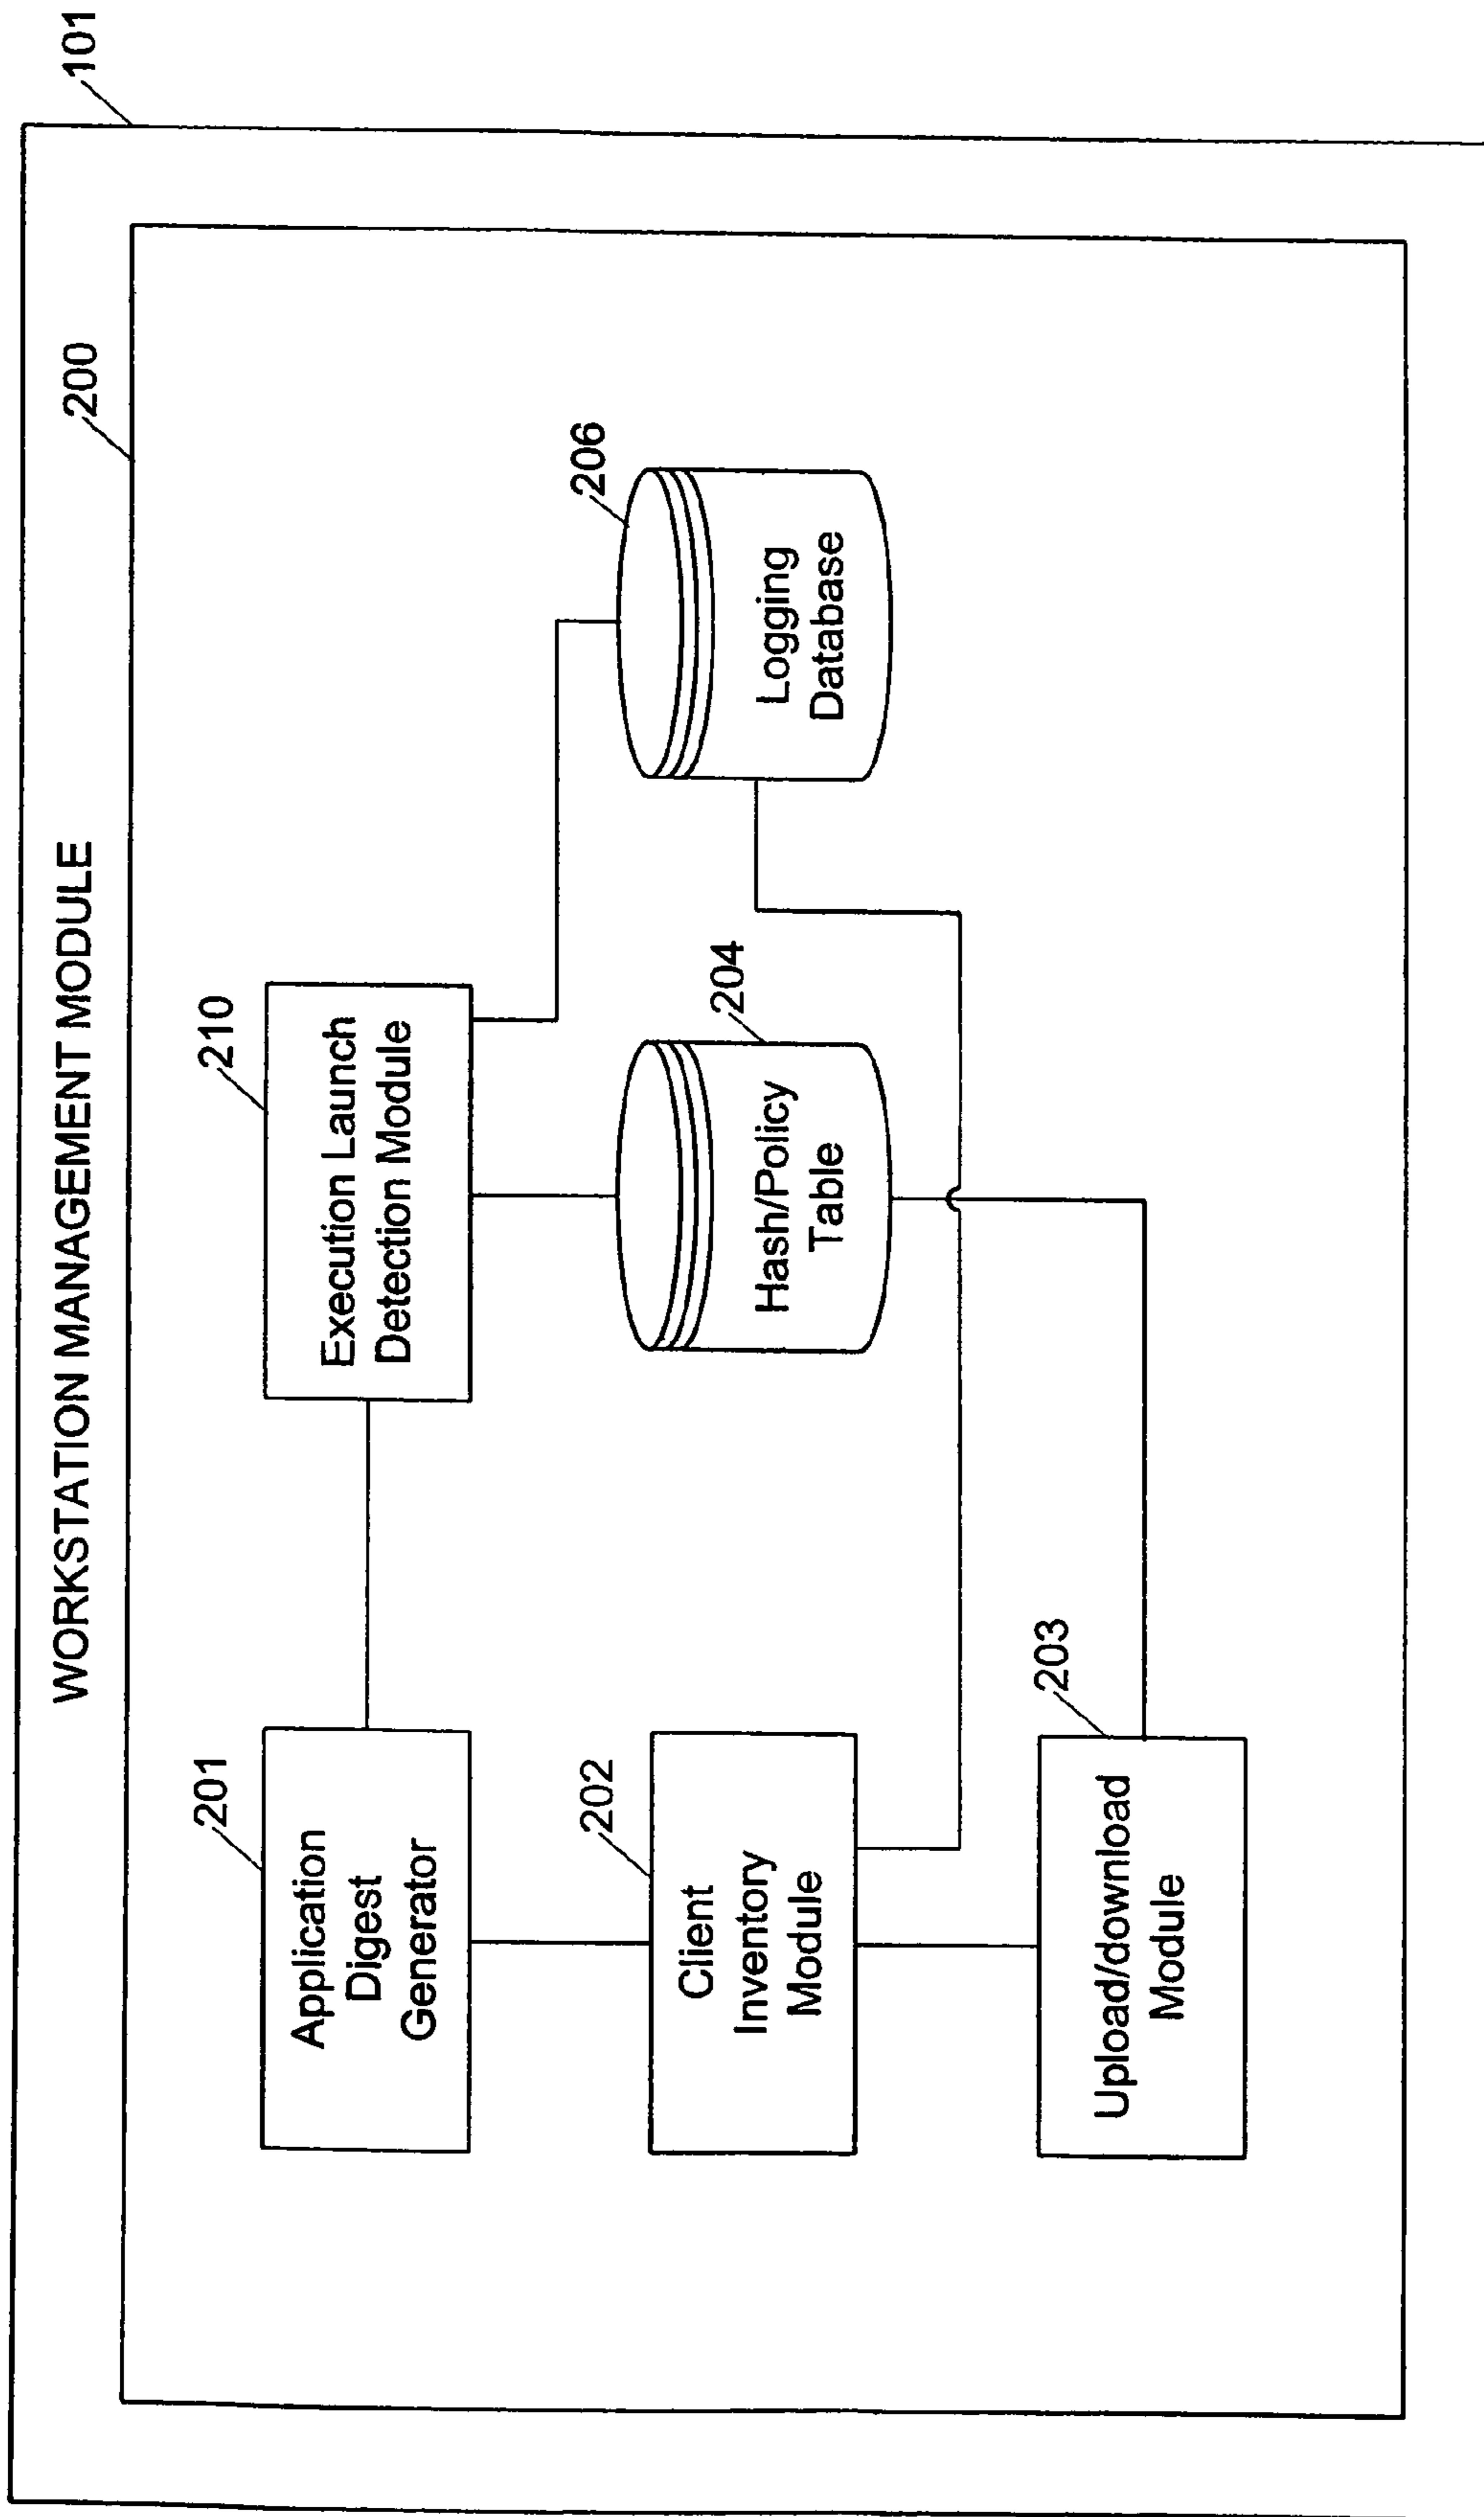 101
WORKSTATION MANAGEMENT MODULE
200
201
Application
Digest
Generator
210
Execution Launch
Detection Module
202
Client
Inventory
Module
204
Hash/Policy
Table
206
Logging
Database
203
Upload/download
Module